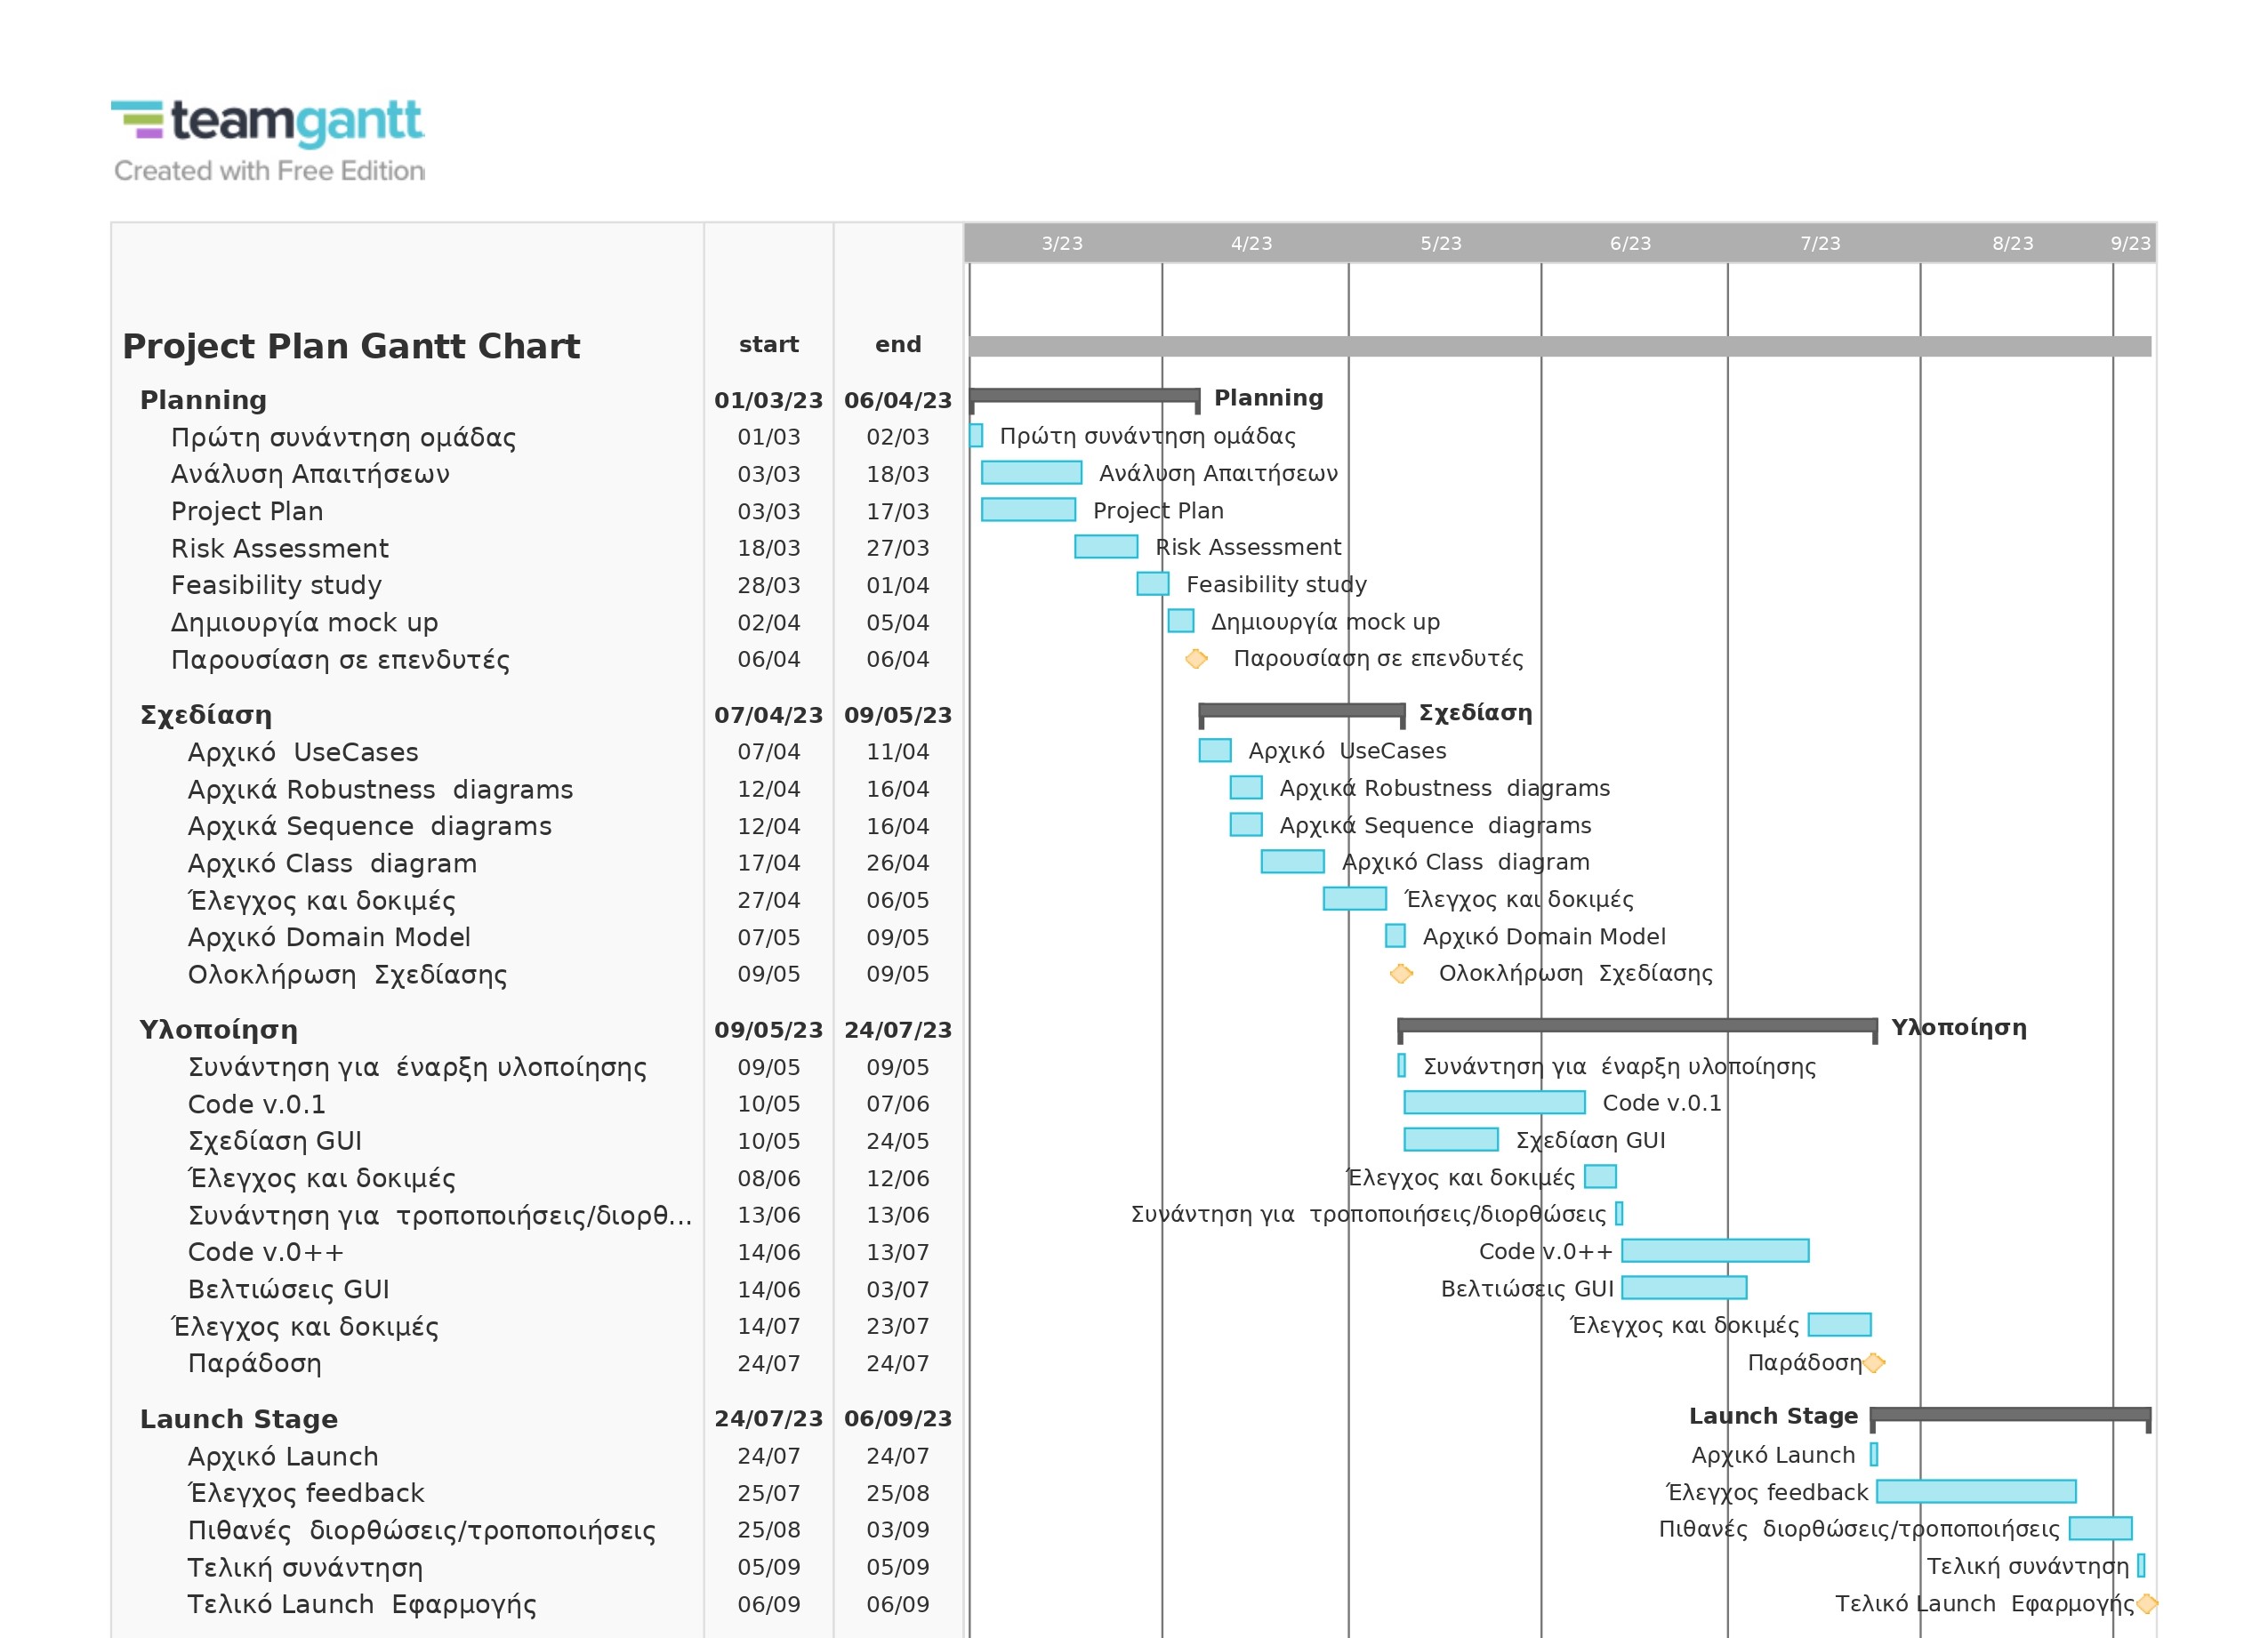 teamgantt
Created with Free Edition
3/23 4/23 5/23 6/23 7/23 8/23 9/23
Project Plan Gantt Chart start end
Planning 01/03/23 06/04/23 Planning
Πρώτη συνάντηση ομάδας 01/03 02/03 Πρώτη συνάντηση ομάδας
Ανάλυση Απαιτήσεων 03/03 18/03 Ανάλυση Απαιτήσεων
Project Plan 03/03 17/03 Project Plan
Risk Assessment 18/03 27/03 Risk Assessment
Feasibility study 28/03 01/04 Feasibility study
Δημιουργία mock up 02/04 05/04 Δημιουργία mock up
Παρουσίαση σε επενδυτές 06/04 06/04 Παρουσίαση σε επενδυτές
Σχεδίαση 07/04/23 09/05/23 Σχεδίαση
Αρχικό UseCases 07/04 11/04 Αρχικό UseCases
Αρχικά Robustness diagrams 12/04 16/04 Αρχικά Robustness diagrams
Αρχικά Sequence diagrams 12/04 16/04 Αρχικά Sequence diagrams
Αρχικό Class diagram 17/04 26/04 Αρχικό Class diagram
Έλεγχος και δοκιμές 27/04 06/05 Έλεγχος και δοκιμές
Αρχικό Domain Model 07/05 09/05 Αρχικό Domain Model
Ολοκλήρωση Σχεδίασης 09/05 09/05 Ολοκλήρωση Σχεδίασης
Υλοποίηση 09/05/23 24/07/23 Υλοποίηση
Συνάντηση για έναρξη υλοποίησης 09/05 09/05 Συνάντηση για έναρξη υλοποίησης
Code v.0.1 10/05 07/06 Code v.0.1
Σχεδίαση GUI 10/05 24/05 Σχεδίαση GUI
Έλεγχος και δοκιμές 08/06 12/06 Έλεγχος και δοκιμές
Συνάντηση για τροποποιήσεις/διορθ... 13/06 13/06 Συνάντηση για τροποποιήσεις/διορθώσεις
Code v.0++ 14/06 13/07 Code v.0++
Βελτιώσεις GUI 14/06 03/07 Βελτιώσεις GUI
Έλεγχος και δοκιμές 14/07 23/07 Έλεγχος και δοκιμές
Παράδοση 24/07 24/07 Παράδοση
Launch Stage 24/07/23 06/09/23 Launch Stage
Αρχικό Launch 24/07 24/07 Αρχικό Launch
Έλεγχος feedback 25/07 25/08 Έλεγχος feedback
Πιθανές διορθώσεις/τροποποιήσεις 25/08 03/09 Πιθανές διορθώσεις/τροποποιήσεις
Τελική συνάντηση 05/09 05/09 Τελική συνάντηση
Τελικό Launch Εφαρμογής 06/09 06/09 Τελικό Launch Εφαρμογής